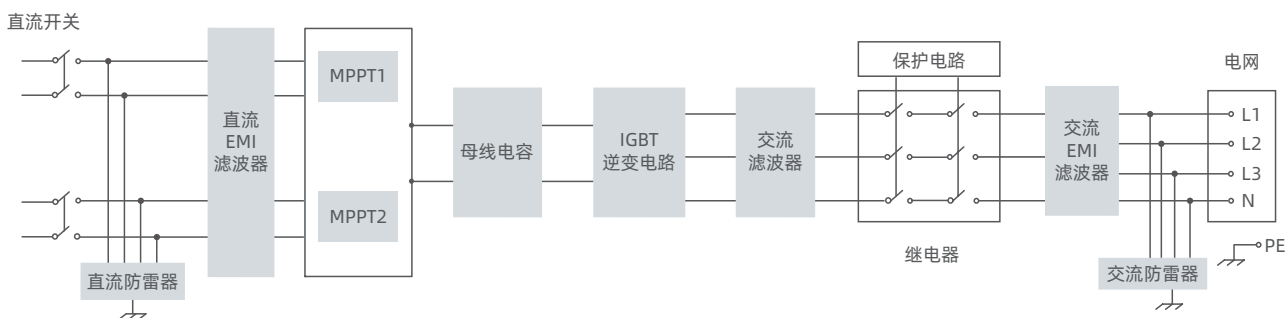 直流开关
直流
EMI
滤波器
MPPT1
MPPT2
直流防雷器
母线电容
IGBT
逆变电路
交流
滤波器
保护电路
继电器
交流
EMI
滤波器
电网
L1
L2
L3
N
PE
交流防雷器